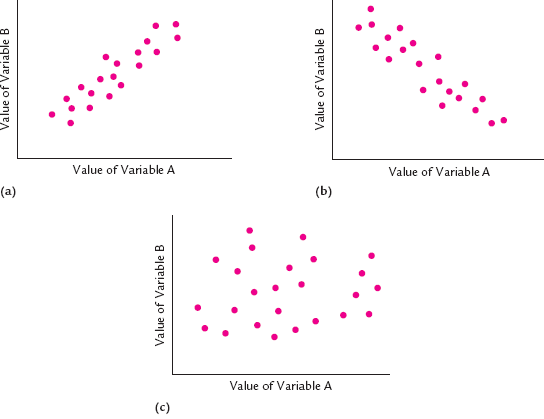 Value of Variable B
Value of Variable A
(a)
Value of Variable B
Value of Variable A
(b)
Value of Variable B
Value of Variable A
(c)